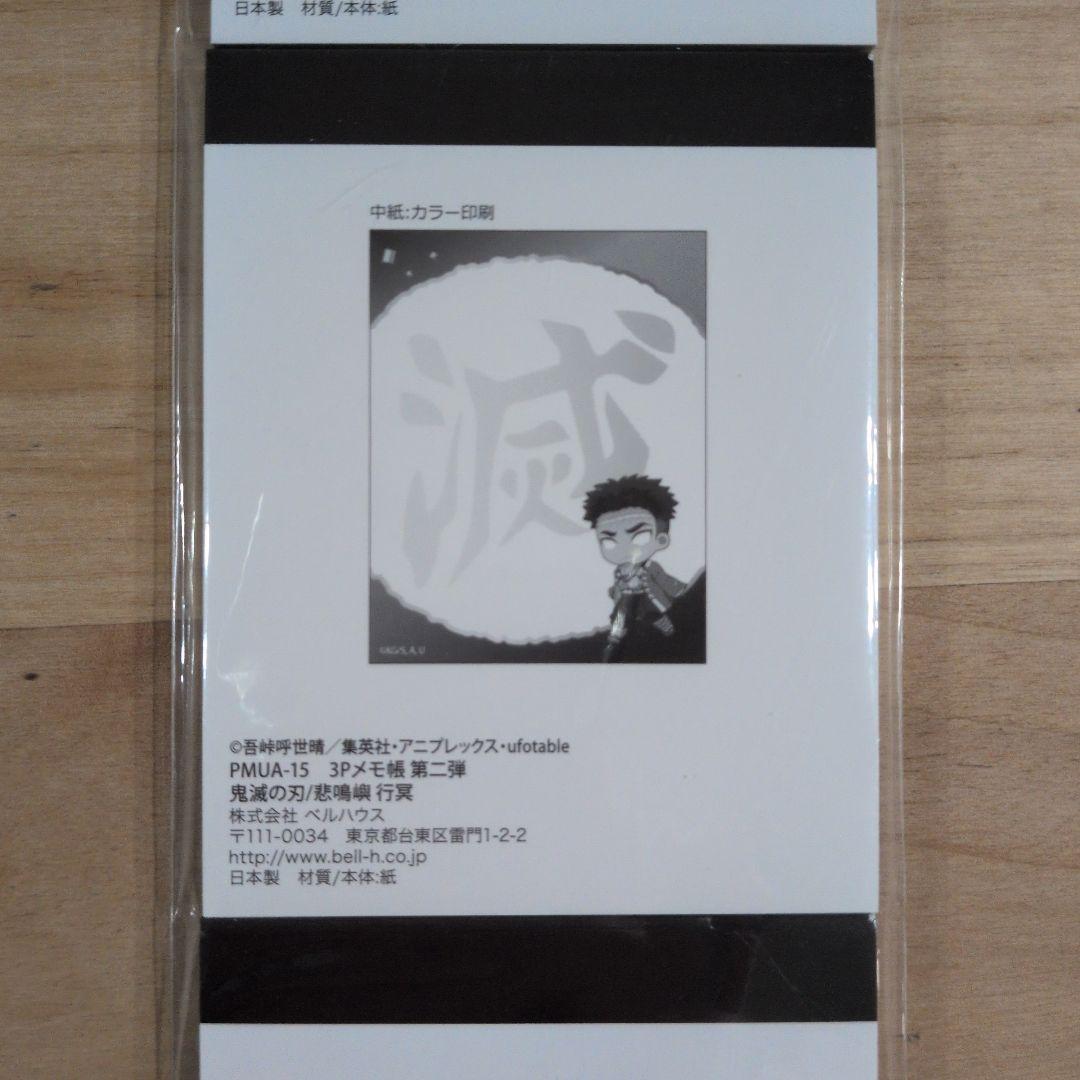 日本製　材質/本体:紙
中紙:カラー印刷
滅
©KG/S, A, U
©吾峠呼世晴／集英社・アニプレックス・ufotable
PMUA-15　3Pメモ帳 第二弾
鬼滅の刃/悲鳴嶼 行冥
株式会社 ベルハウス
〒111-0034　東京都台東区雷門1-2-2
http://www.bell-h.co.jp
日本製　材質/本体:紙